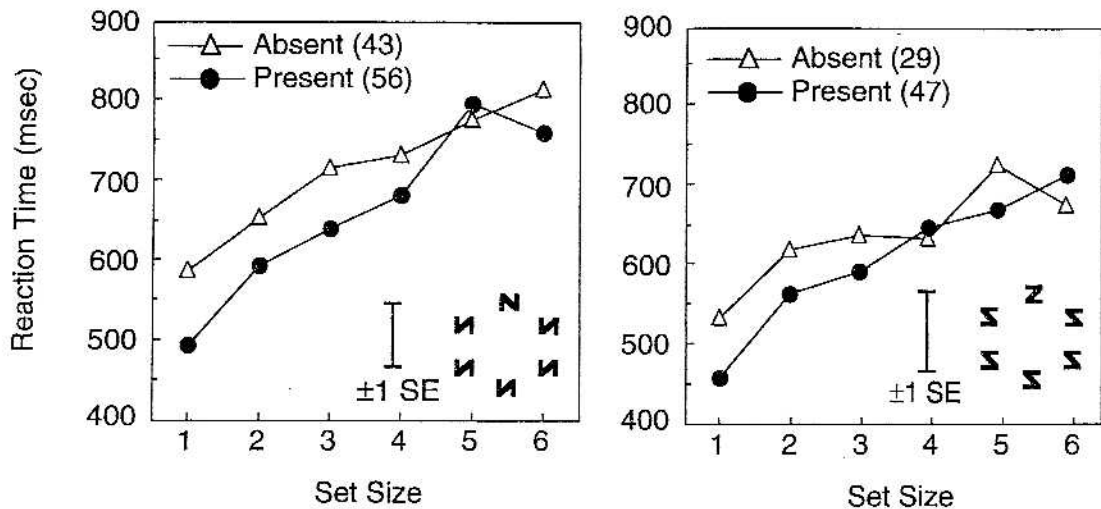 Reaction Time (msec)
900
800
700
600
500
400
Absent (43)
Present (56)
±1 SE
N
И И
И И
И
1 2 3 4 5 6
Set Size
900
800
700
600
500
400
Absent (29)
Present (47)
±1 SE
1 2 3 4 5 6
Set Size